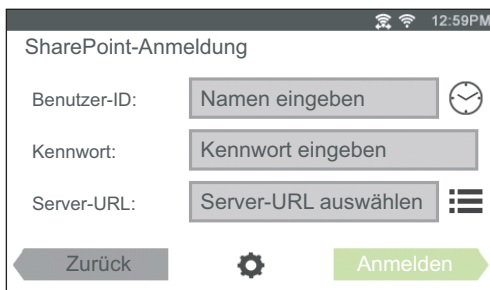 12:59PM
SharePoint-Anmeldung
Benutzer-ID: Namen eingeben
Kennwort: Kennwort eingeben
Server-URL: Server-URL auswählen
Zurück Anmelden